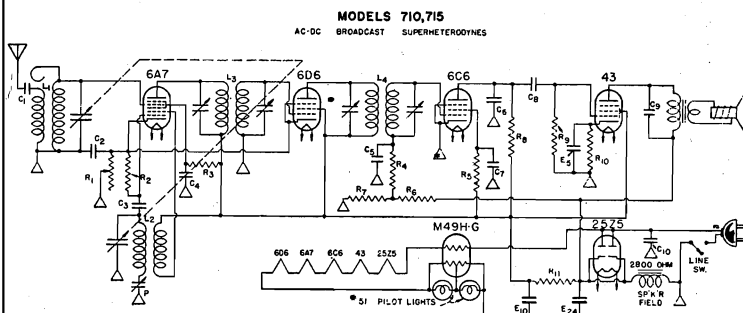 MODELS 710,715
AC-DC BROADCAST SUPERHETERODYNES
6A7
L3
6D6
L4
6C6
43
L1
C1
C2
R1
R2
C3
L2
P
C4
R3
C5
R4
R7
R6
R5
C7
C6
C8
R8
R9
E5
R10
C9
M49H-G
6D6 6A7 6C6 43 25Z5
51 PILOT LIGHTS
25Z5
R11
E10
E24
2800 OHM
SP'K'R
FIELD
C10
LINE
SW.